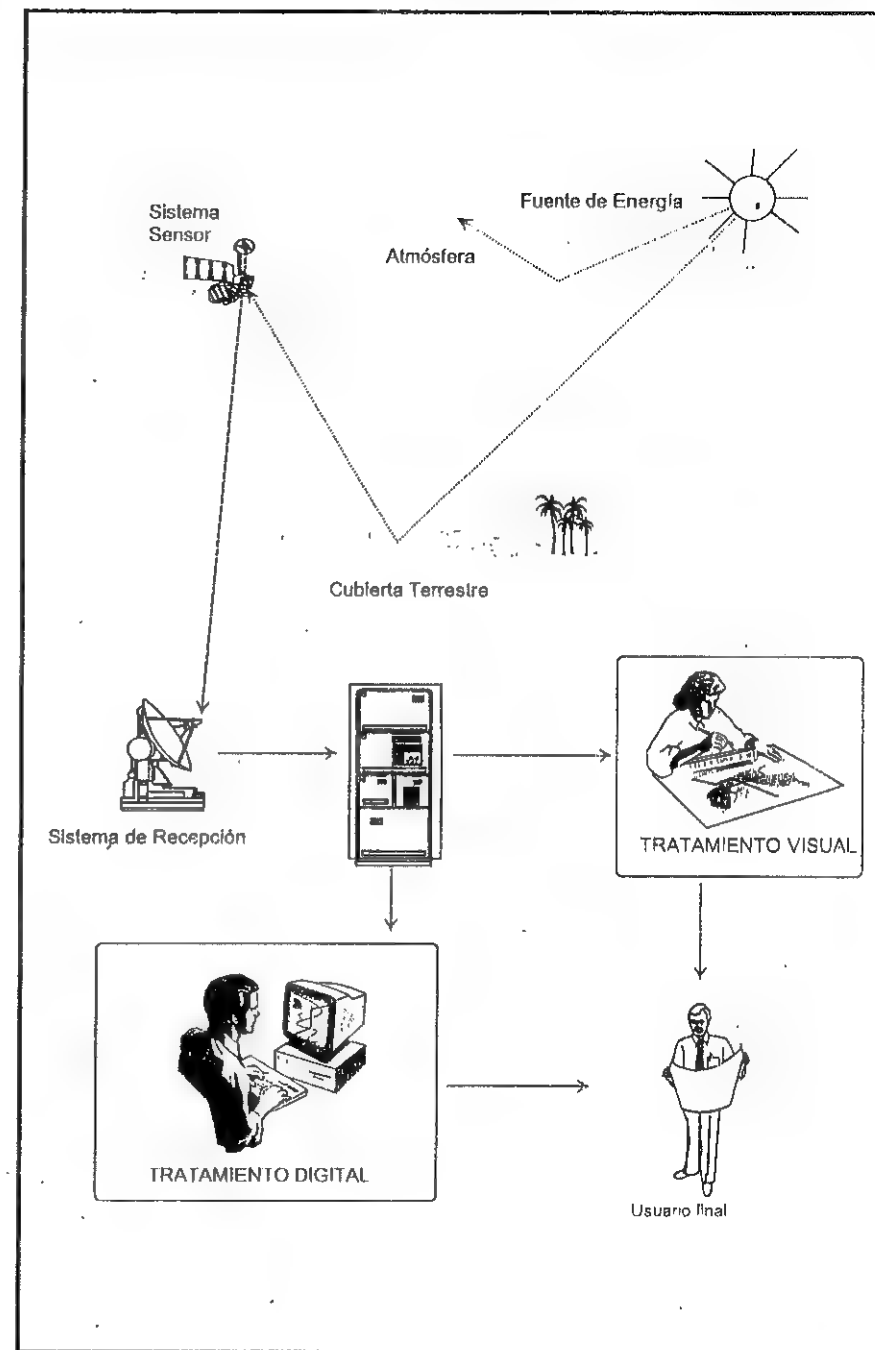 Fuente de Energía
Sistema
Sensor
Atmósfera
Cubierta Terrestre
Sistema de Recepción
TRATAMIENTO VISUAL
TRATAMIENTO DIGITAL
Usuario final